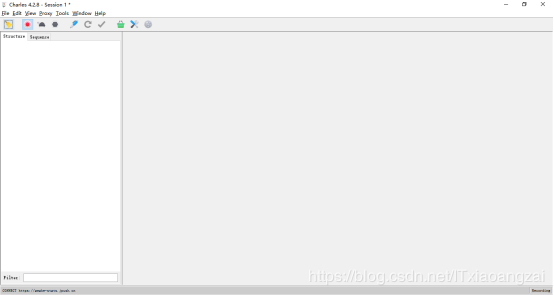 Charles 4.2.8 - Session 1 *
File Edit View Proxy Tools Window Help
Structure Sequence
Filter:
https://blog.csdn.net/ITxiaoangzai
CONNECT https://
Recording